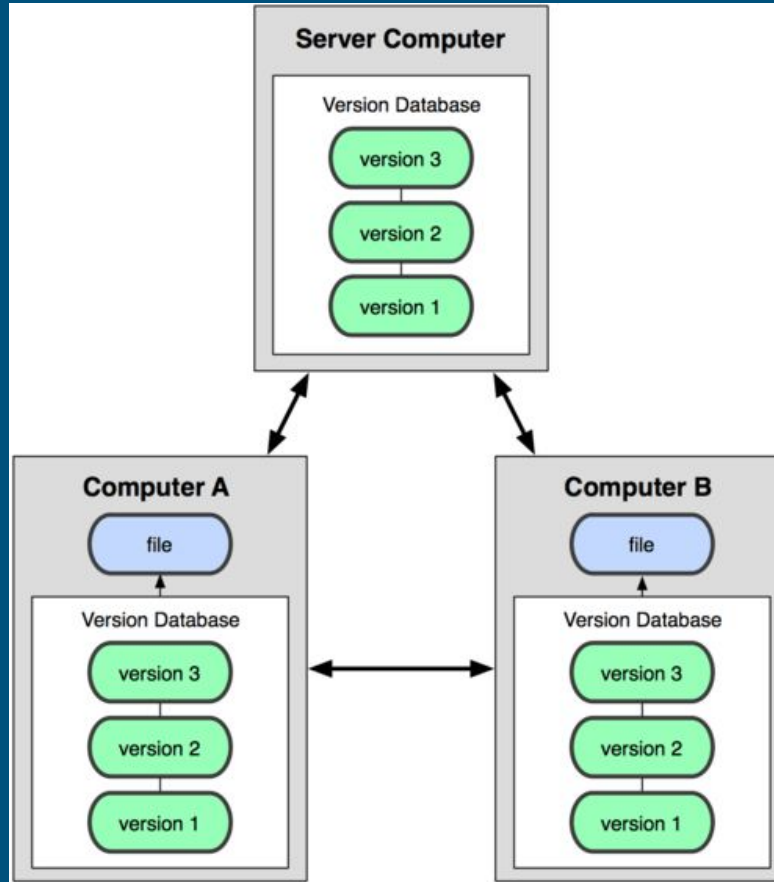 Server Computer
Version Database
version 3
version 2
version 1
Computer A
file
Version Database
version 3
version 2
version 1
Computer B
file
Version Database
version 3
version 2
version 1